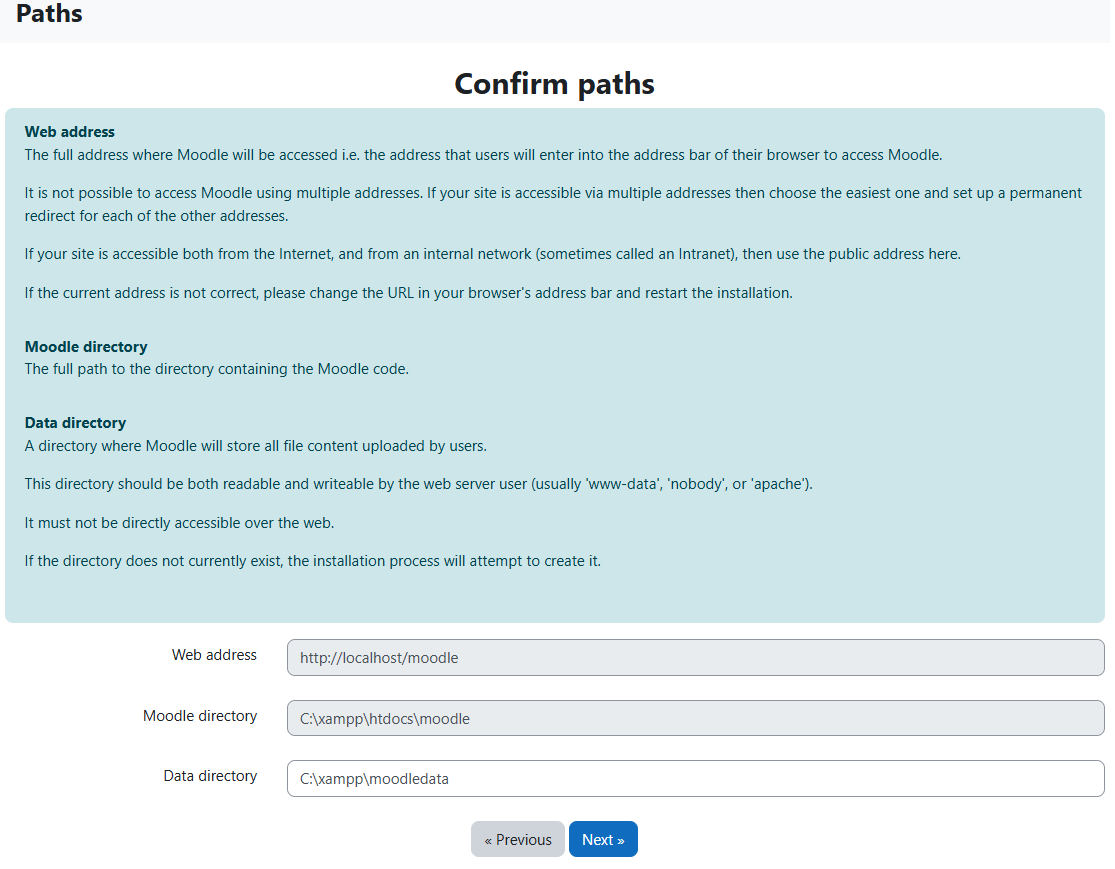 Paths
Confirm paths
Web address
The full address where Moodle will be accessed i.e. the address that users will enter into the address bar of their browser to access Moodle.
It is not possible to access Moodle using multiple addresses. If your site is accessible via multiple addresses then choose the easiest one and set up a permanent
redirect for each of the other addresses.
If your site is accessible both from the Internet, and from an internal network (sometimes called an Intranet), then use the public address here.
If the current address is not correct, please change the URL in your browser's address bar and restart the installation.
Moodle directory
The full path to the directory containing the Moodle code.
Data directory
A directory where Moodle will store all file content uploaded by users.
This directory should be both readable and writeable by the web server user (usually 'www-data', 'nobody', or 'apache').
It must not be directly accessible over the web.
If the directory does not currently exist, the installation process will attempt to create it.
Web address http://localhost/moodle
Moodle directory C:\xampp\htdocs\moodle
Data directory C:\xampp\moodledata
« Previous Next »